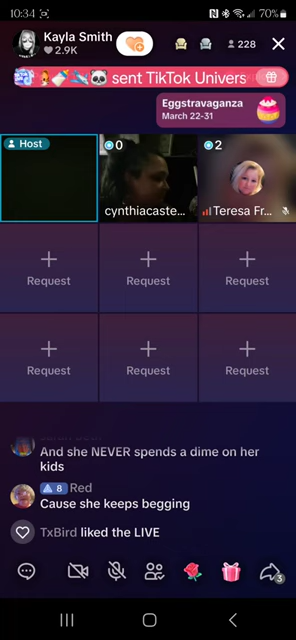 10:34
70%
Kayla Smith
2.9K
228
sent TikTok Univers
Eggstravaganza
March 22-31
Host
0
2
cynthiacaste...
Teresa Fr...
Request
Request
Request
Request
Request
Request
And she NEVER spends a dime on her
kids
8 Red
Cause she keeps begging
TxBird liked the LIVE
3